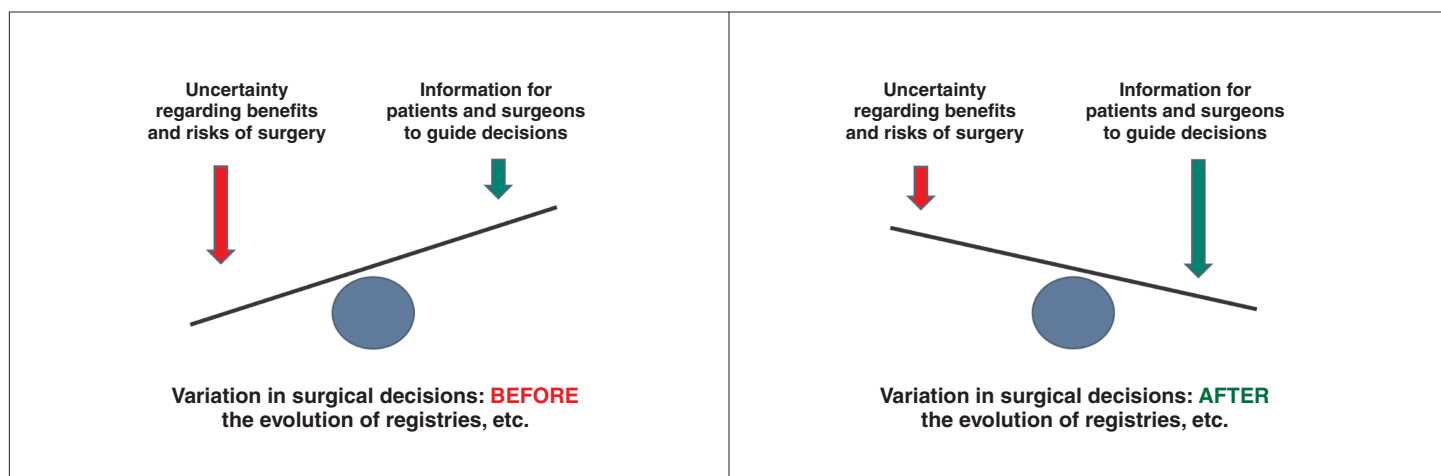 Uncertainty
regarding benefits
and risks of surgery
Information for
patients and surgeons
to guide decisions
Variation in surgical decisions: BEFORE
the evolution of registries, etc.
Uncertainty
regarding benefits
and risks of surgery
Information for
patients and surgeons
to guide decisions
Variation in surgical decisions: AFTER
the evolution of registries, etc.